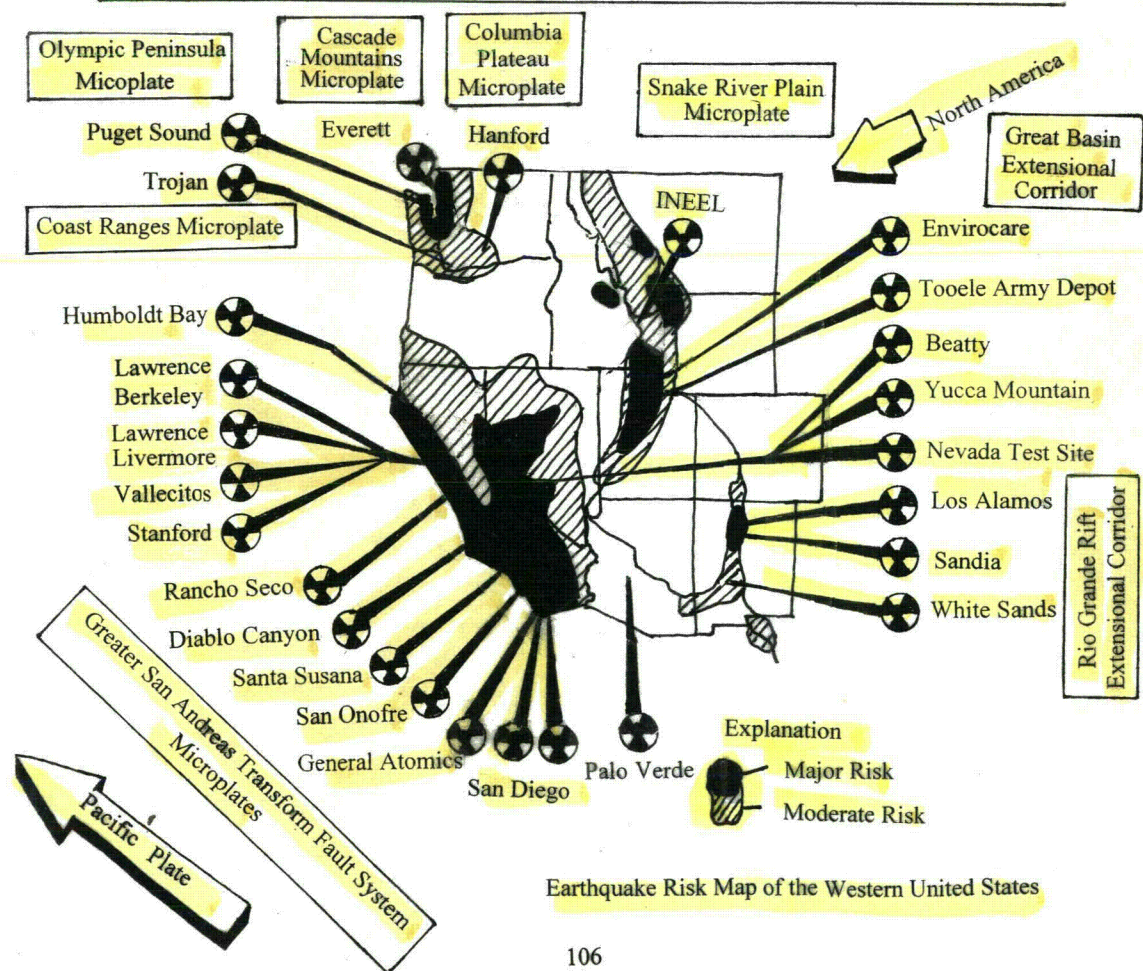 Olympic Peninsula
Micoplate
Cascade
Mountains
Microplate
Columbia
Plateau
Microplate
Snake River Plain
Microplate
North America
Great Basin
Extensional
Corridor
Puget Sound
Everett
Hanford
Trojan
Coast Ranges Microplate
INEEL
Envirocare
Tooele Army Depot
Humboldt Bay
Beatty
Lawrence
Berkeley
Yucca Mountain
Lawrence
Livermore
Nevada Test Site
Vallecitos
Los Alamos
Stanford
Sandia
Rancho Seco
White Sands
Rio Grande Rift
Extensional Corridor
Diablo Canyon
Santa Susana
San Onofre
General Atomics
San Diego
Palo Verde
Explanation
Major Risk
Moderate Risk
Greater San Andreas Transform Fault System
Microplates
Pacific Plate
Earthquake Risk Map of the Western United States
106